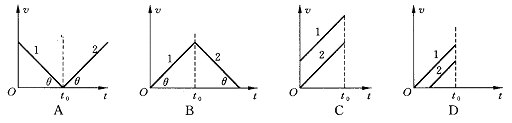 v v v v
1 2 1 2 1 2 1 2
θ θ θ θ
O t₀ t O t₀ t O t₀ t O t₀ t
A B C D